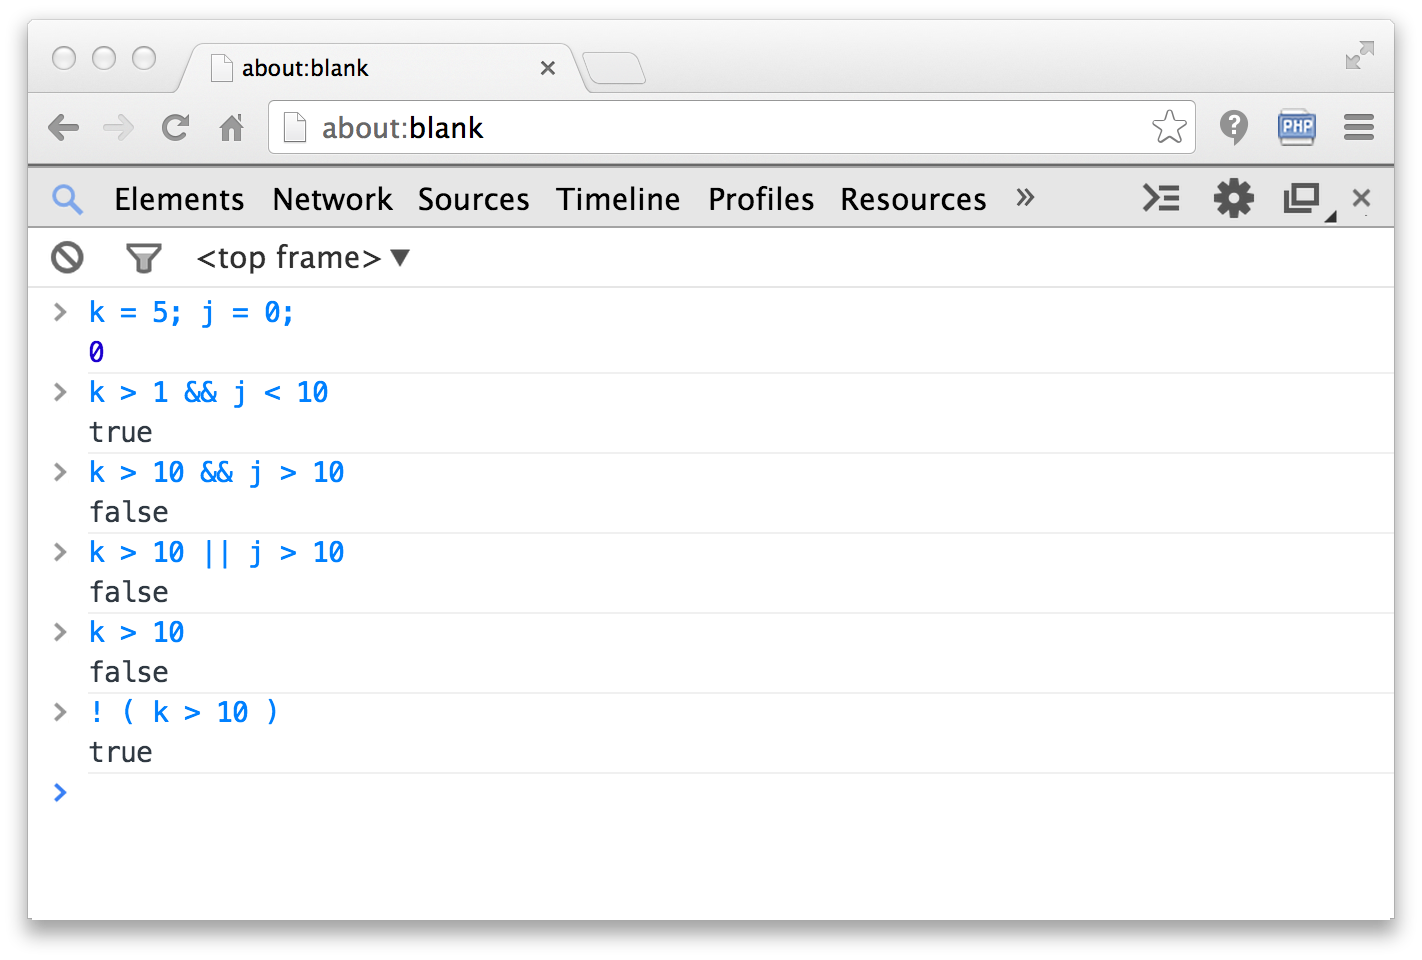 about:blank
about:blank
PHP
Elements Network Sources Timeline Profiles Resources »
<top frame> ▼
> k = 5; j = 0;
0
> k > 1 && j < 10
true
> k > 10 && j > 10
false
> k > 10 || j > 10
false
> k > 10
false
> ! ( k > 10 )
true
>